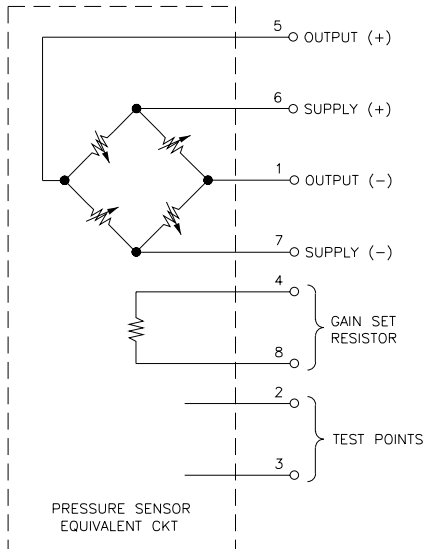 5
OUTPUT (+)
6
SUPPLY (+)
1
OUTPUT (−)
7
SUPPLY (−)
4
GAIN SET
RESISTOR
8
2
TEST POINTS
3
PRESSURE SENSOR
EQUIVALENT CKT